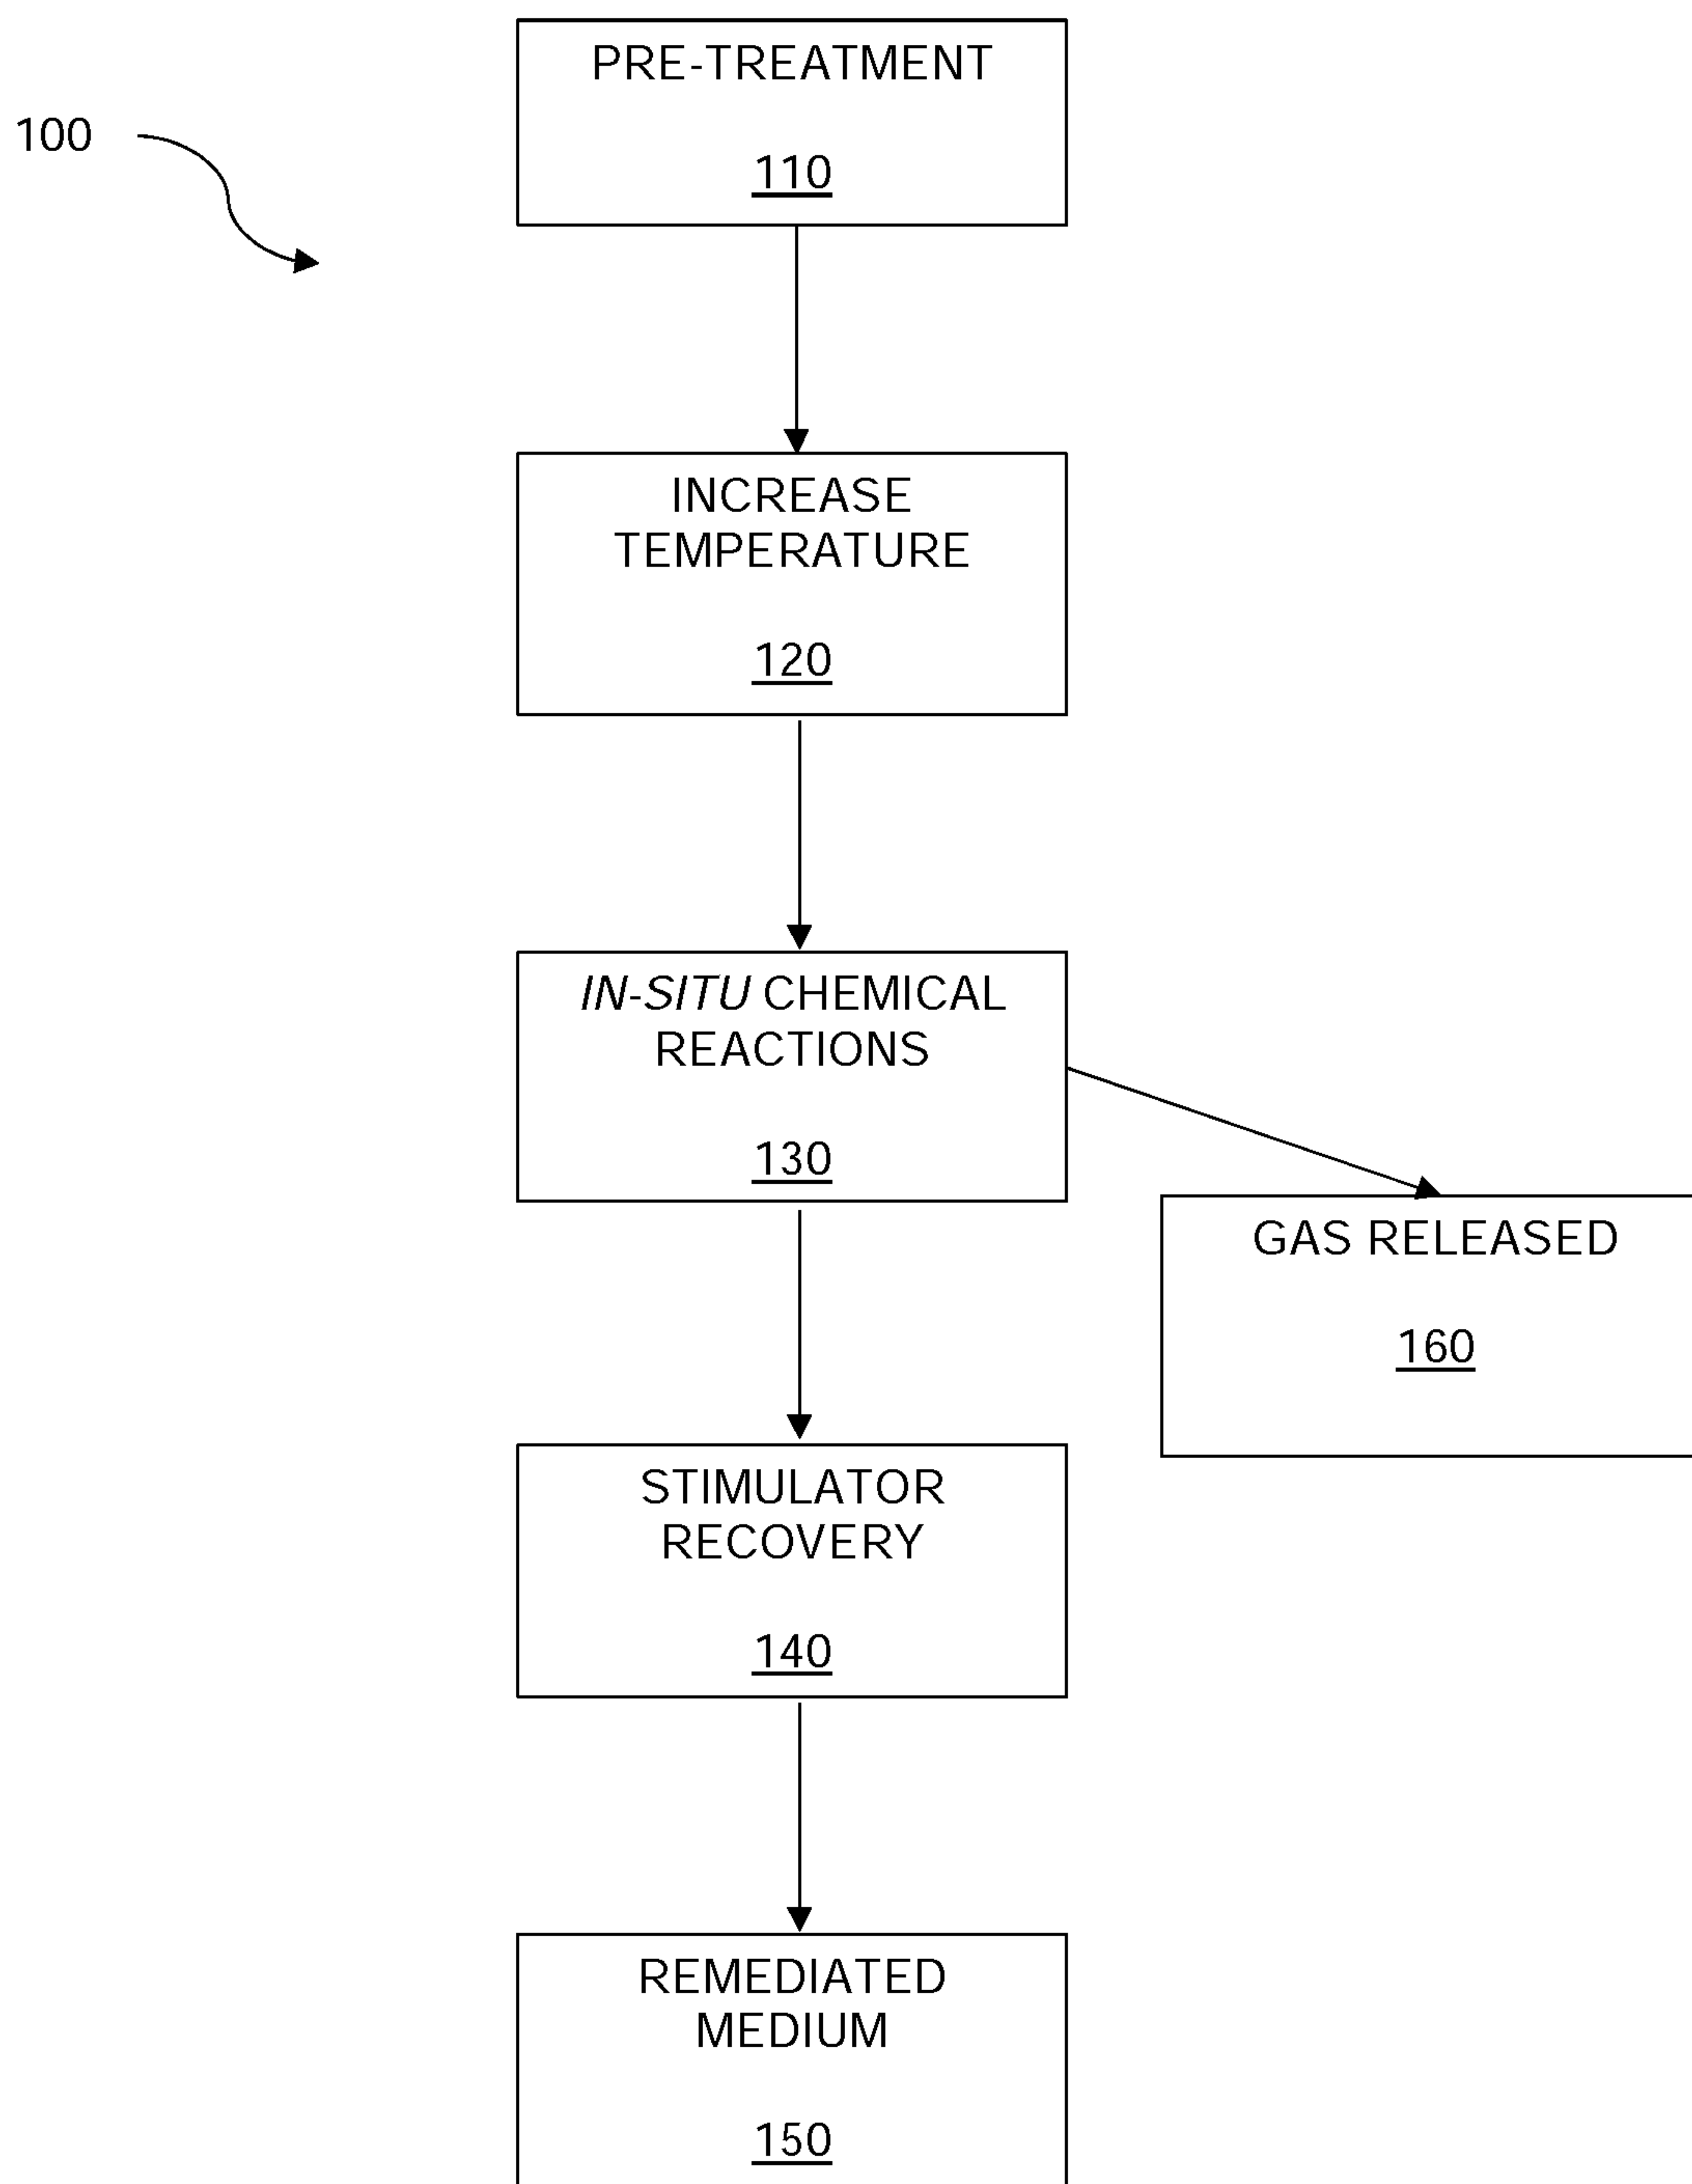 PRE-TREATMENT
100
110
INCREASE
TEMPERATURE
120
IN-SITU CHEMICAL
REACTIONS
130
GAS RELEASED
160
STIMULATOR
RECOVERY
140
REMEDIATED
MEDIUM
150